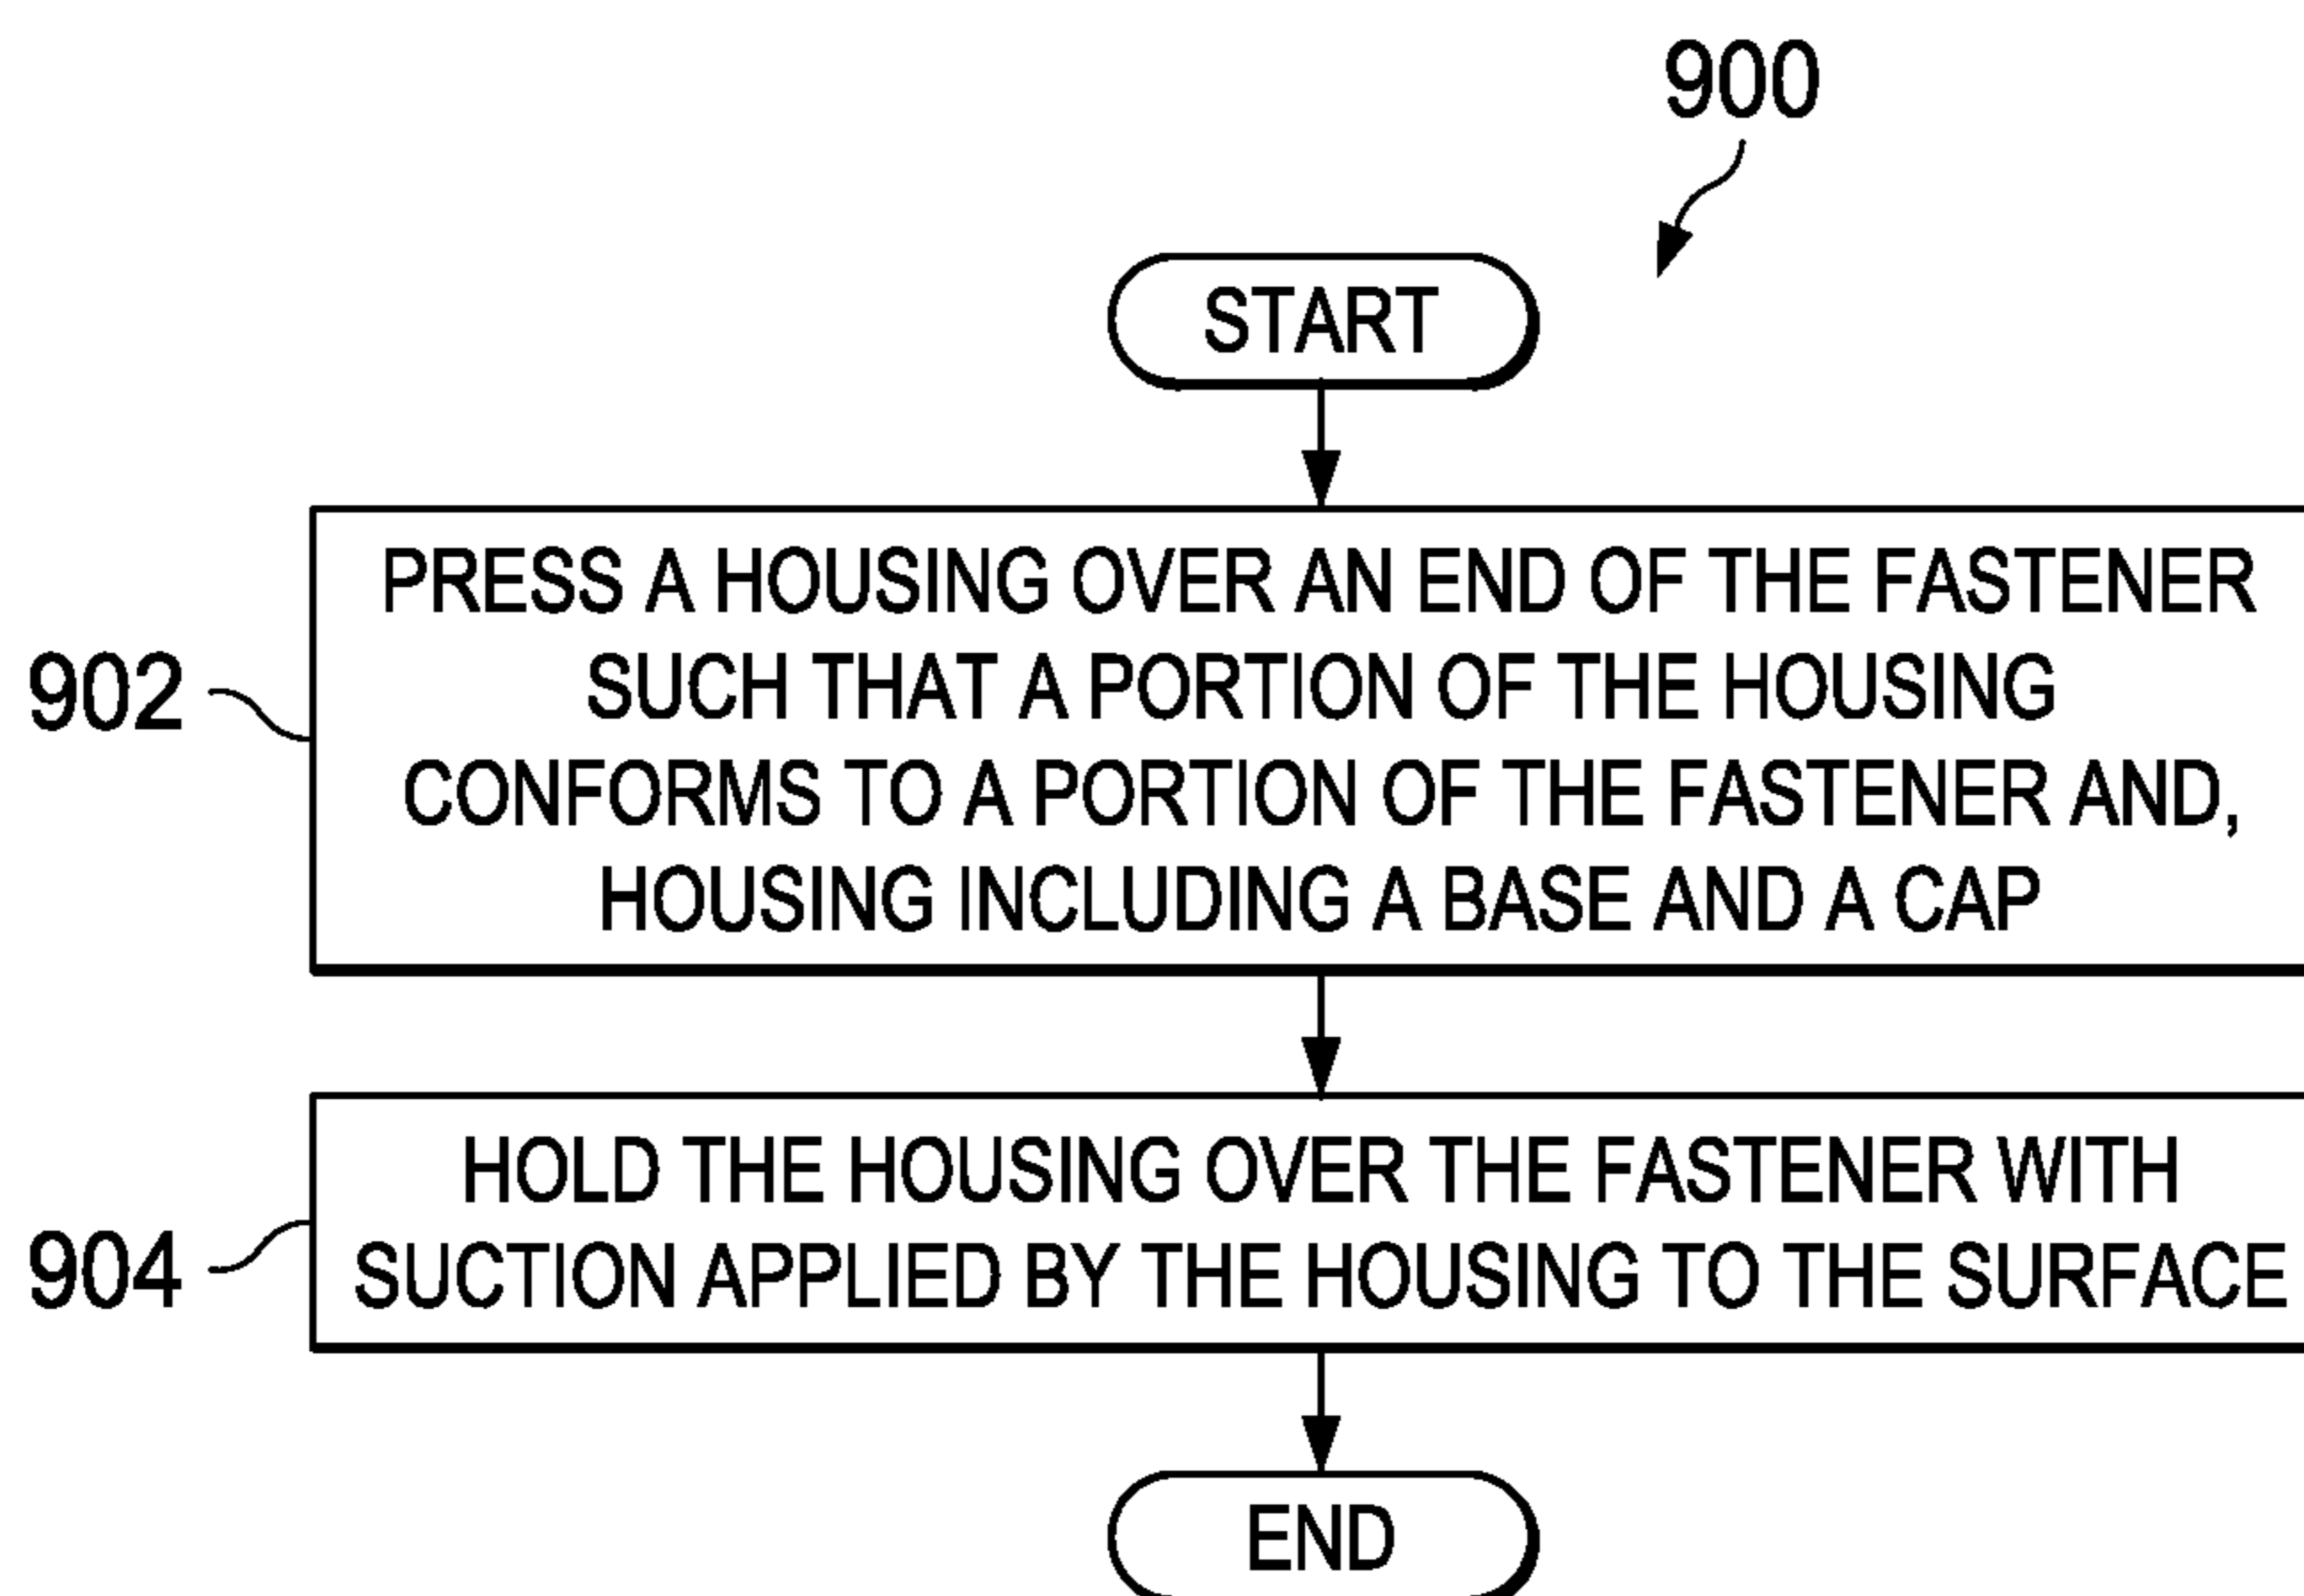 900
START
902
PRESS A HOUSING OVER AN END OF THE FASTENER
SUCH THAT A PORTION OF THE HOUSING
CONFORMS TO A PORTION OF THE FASTENER AND,
HOUSING INCLUDING A BASE AND A CAP
904
HOLD THE HOUSING OVER THE FASTENER WITH
SUCTION APPLIED BY THE HOUSING TO THE SURFACE
END